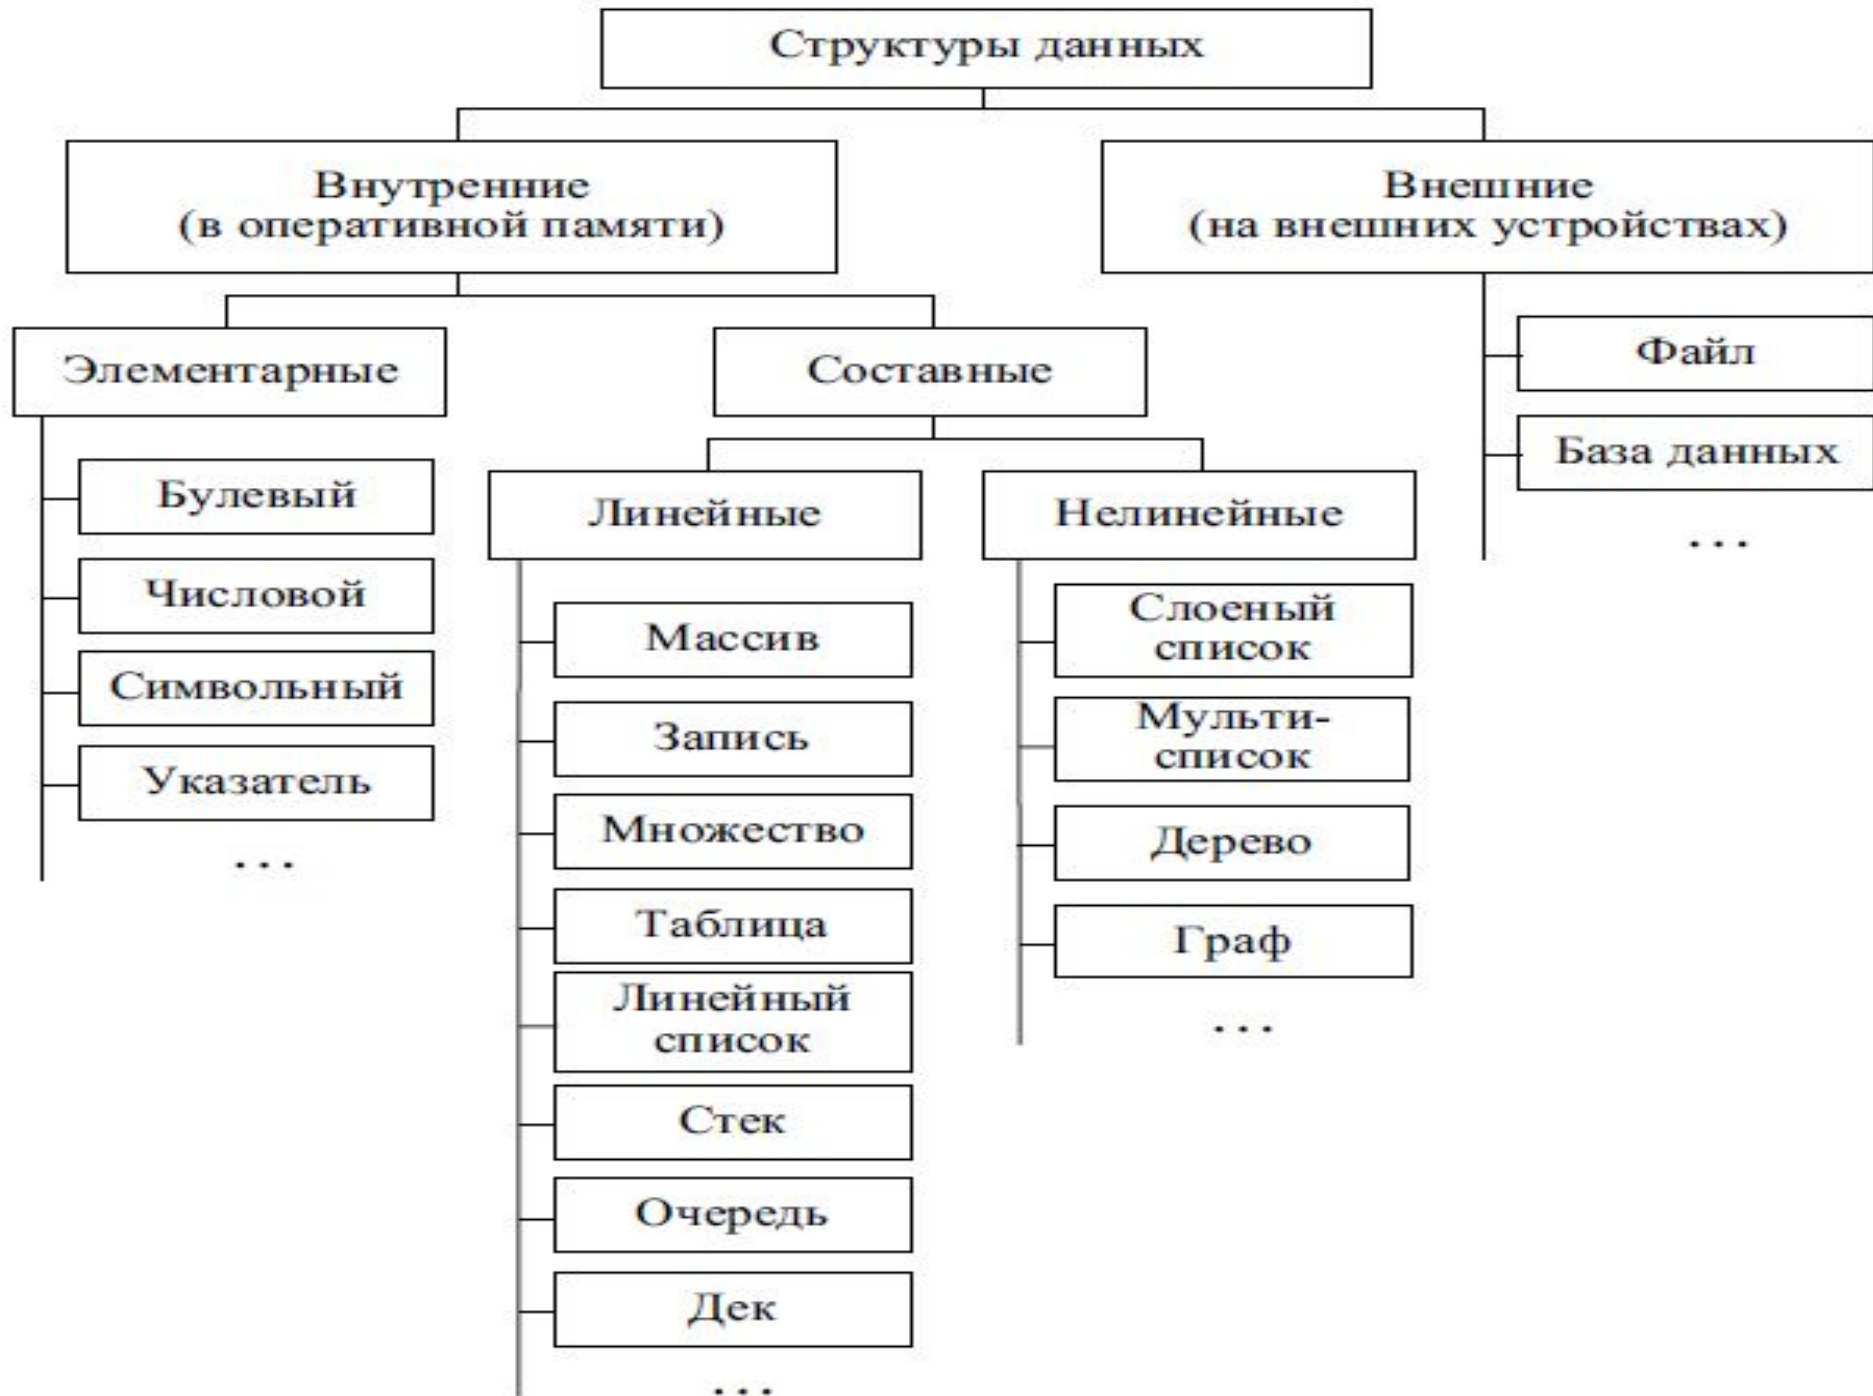 Структуры данных
Внутренние
(в оперативной памяти)
Внешние
(на внешних устройствах)
Элементарные
Булевый
Числовой
Символьный
Указатель
...
Составные
Линейные
Массив
Запись
Множество
Таблица
Линейный
список
Стек
Очередь
Дек
...
Нелинейные
Слоеный
список
Мульти-
список
Дерево
Граф
...
Файл
База данных
...